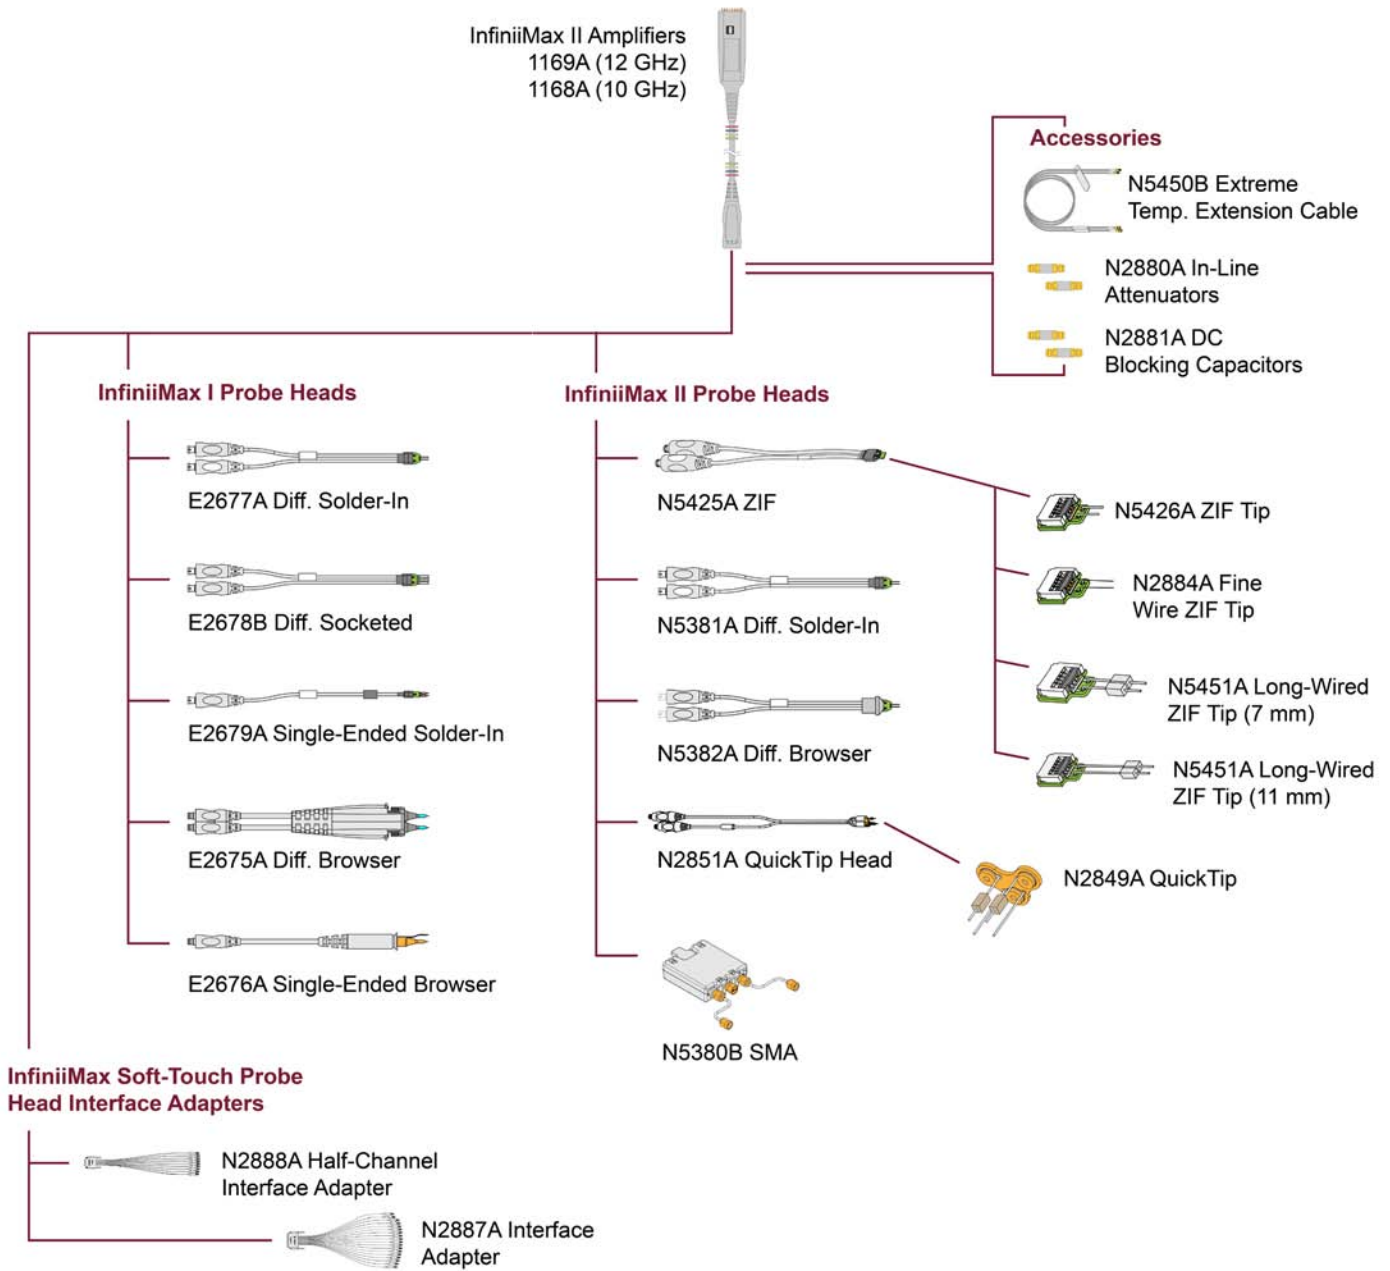 InfiniiMax II Amplifiers
1169A (12 GHz)
1168A (10 GHz)
Accessories
N5450B Extreme
Temp. Extension Cable
N2880A In-Line
Attenuators
N2881A DC
Blocking Capacitors
InfiniiMax I Probe Heads
E2677A Diff. Solder-In
E2678B Diff. Socketed
E2679A Single-Ended Solder-In
E2675A Diff. Browser
E2676A Single-Ended Browser
InfiniiMax II Probe Heads
N5425A ZIF
N5381A Diff. Solder-In
N5382A Diff. Browser
N2851A QuickTip Head
N5380B SMA
N5426A ZIF Tip
N2884A Fine
Wire ZIF Tip
N5451A Long-Wired
ZIF Tip (7 mm)
N5451A Long-Wired
ZIF Tip (11 mm)
N2849A QuickTip
InfiniiMax Soft-Touch Probe
Head Interface Adapters
N2888A Half-Channel
Interface Adapter
N2887A Interface
Adapter